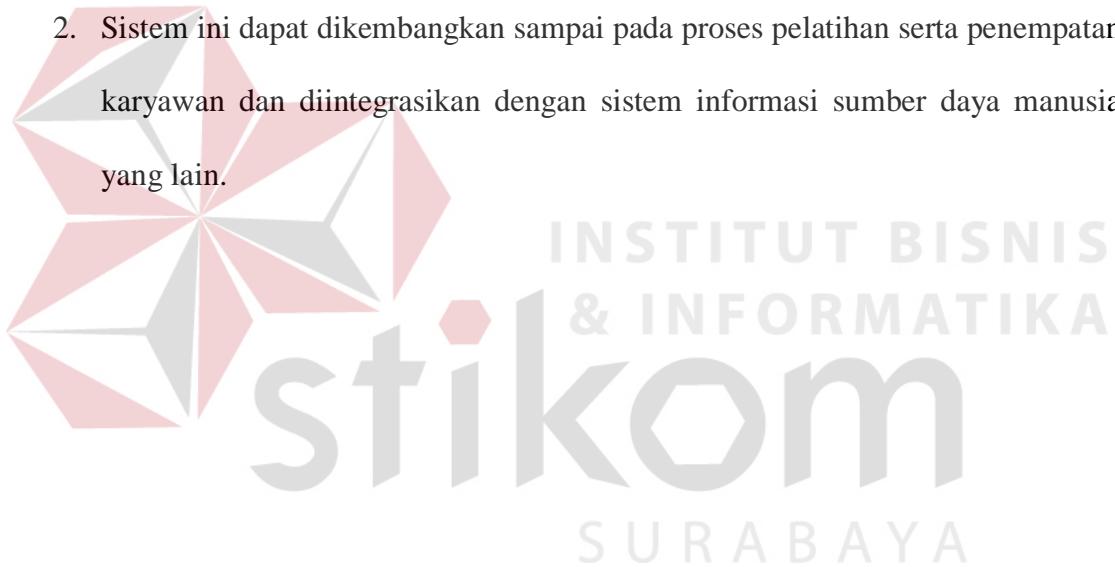 2. Sistem ini dapat dikembangkan sampai pada proses pelatihan serta penempatan
karyawan dan diintegrasikan dengan sistem informasi sumber daya manusia
yang lain.
INSTITUT BISNIS
& INFORMATIKA
stikom
SURABAYA